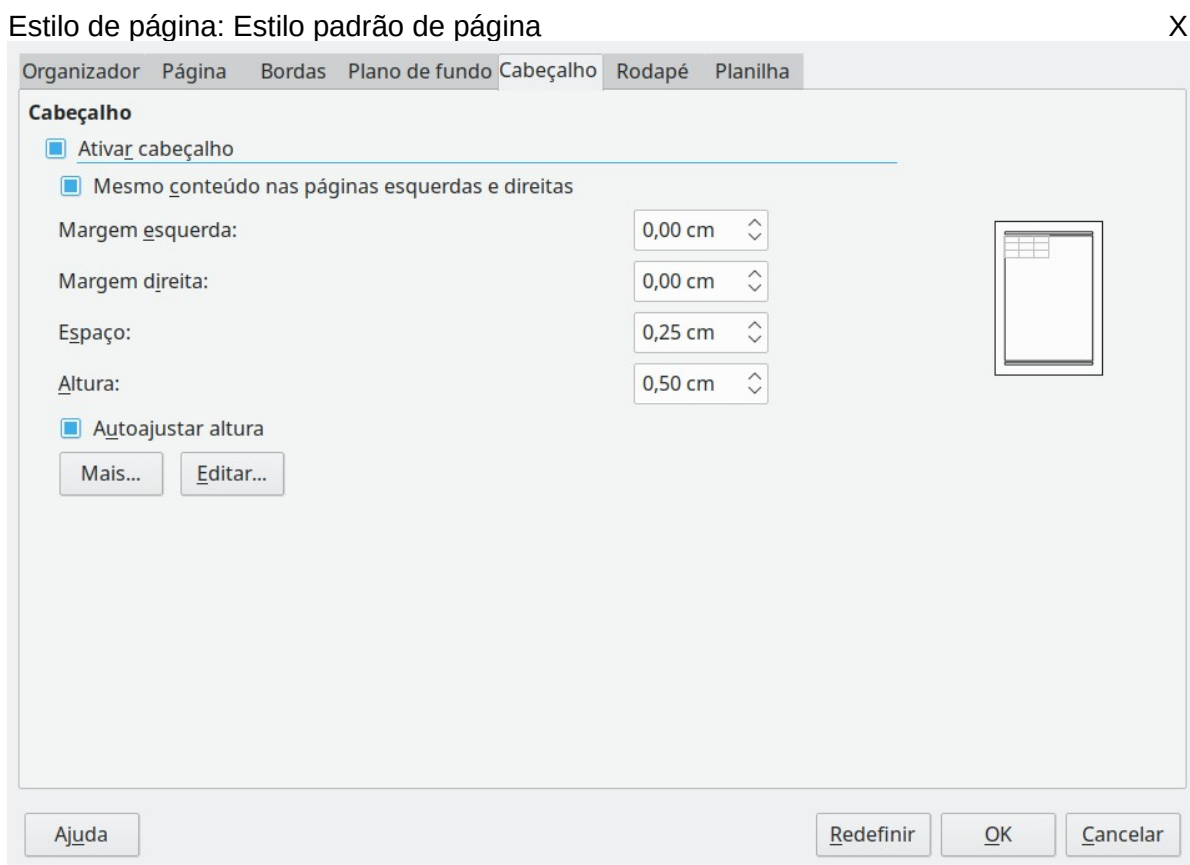 Estilo de página: Estilo padrão de página X
Organizador Página Bordas Plano de fundo Cabeçalho Rodapé Planilha
Cabeçalho
Ativar cabeçalho
Mesmo conteúdo nas páginas esquerdas e direitas
Margem esquerda: 0,00 cm
Margem direita: 0,00 cm
Espaço: 0,25 cm
Altura: 0,50 cm
Autoajustar altura
Mais... Editar...
Ajuda Redefinir OK Cancelar